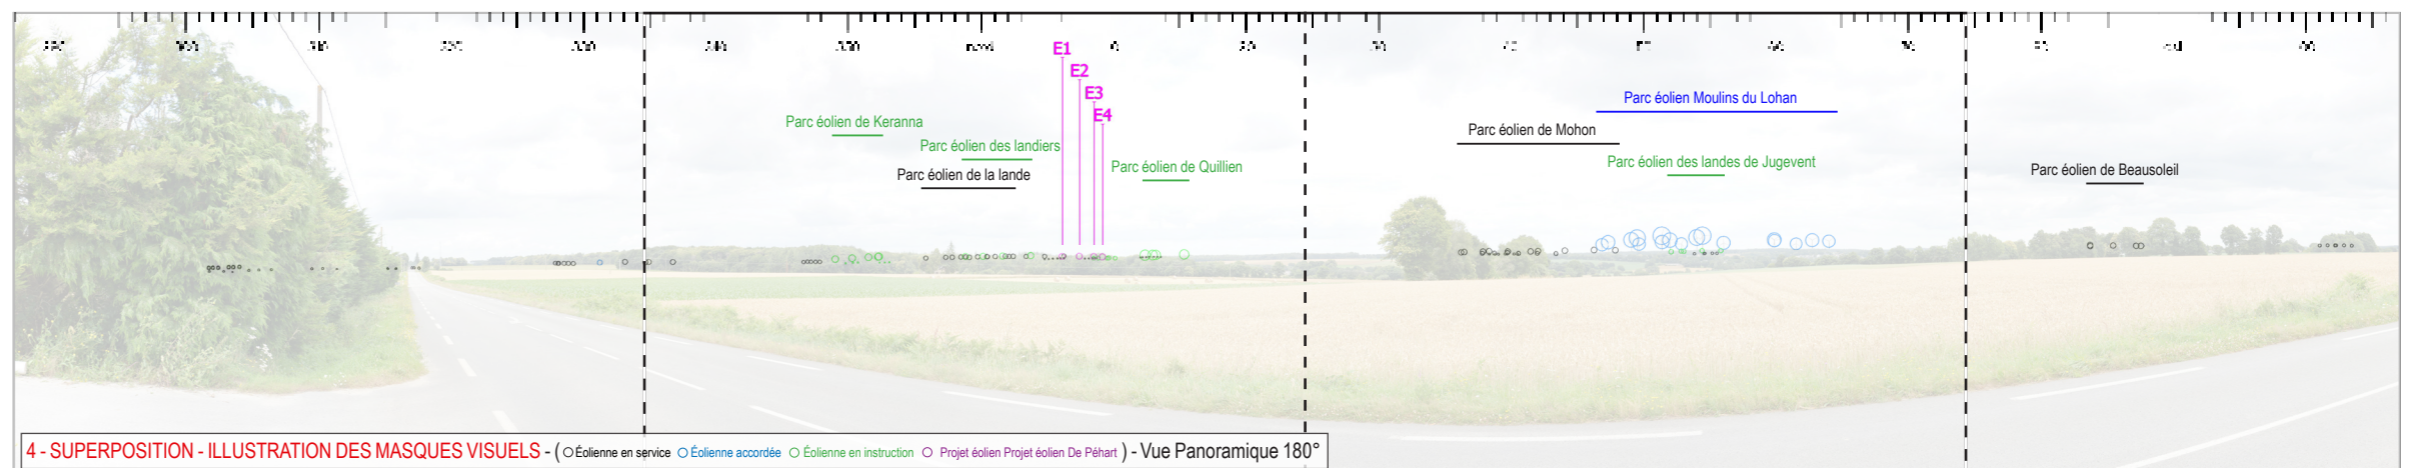 E1
E2
E3
E4
Parc éolien Moulins du Lohan
Parc éolien de Keranna
Parc éolien de Mohon
Parc éolien des landiers
Parc éolien de Quillien
Parc éolien des landes de Jugevent
Parc éolien de la lande
Parc éolien de Beausoleil
4 - SUPERPOSITION - ILLUSTRATION DES MASQUES VISUELS - ( Éolienne en service Éolienne accordée Éolienne en instruction Projet éolien Projet éolien De Péhart ) - Vue Panoramique 180°